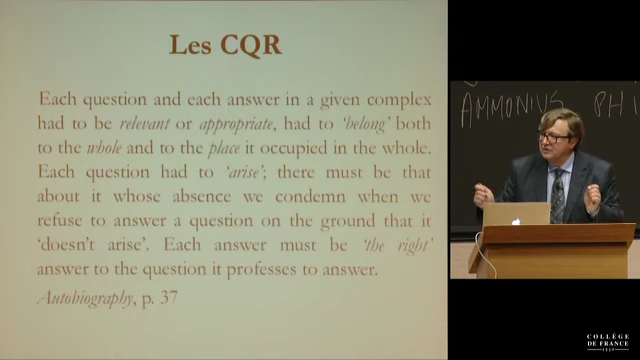 Les CQR
Each question and each answer in a given complex
had to be relevant or appropriate, had to ‘belong’ both
to the whole and to the place it occupied in the whole.
Each question had to ‘arise’; there must be that
about it whose absence we condemn when we
refuse to answer a question on the ground that it
‘doesn’t arise’. Each answer must be ‘the right’
answer to the question it professes to answer.
Autobiography, p. 37
AMMONIUS PHI
COLLÈGE
DE FRANCE
1530